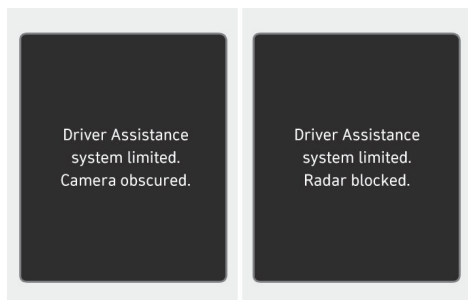 Driver Assistance
system limited.
Camera obscured.
Driver Assistance
system limited.
Radar blocked.